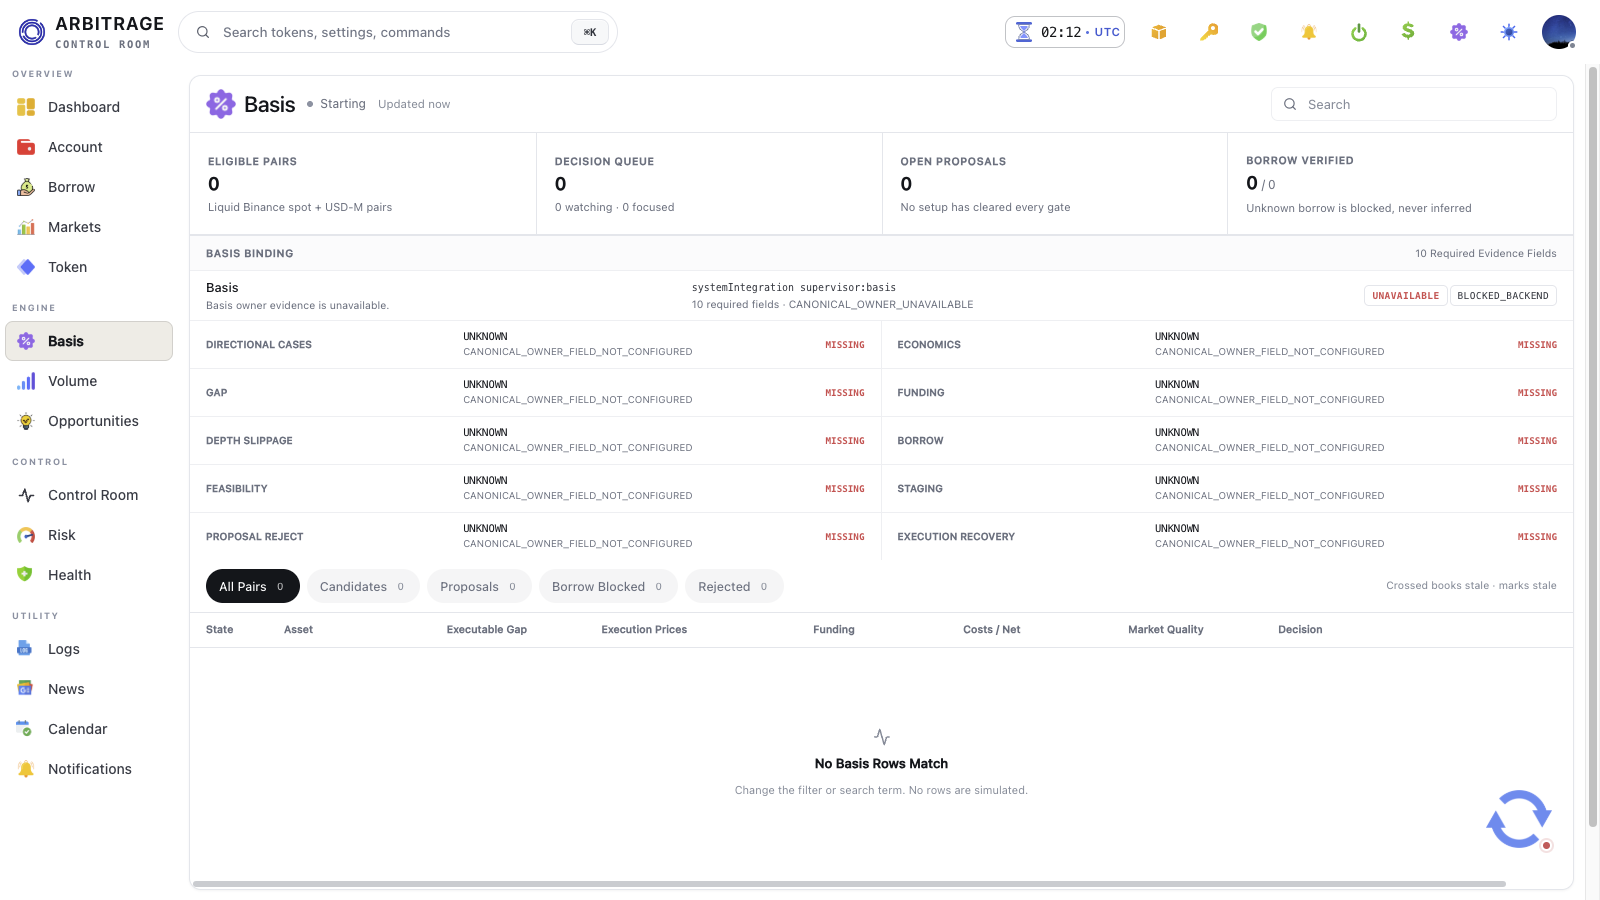 ARBITRAGE
CONTROL ROOM
Search tokens, settings, commands
⌘K
02:12 • UTC
OVERVIEW
Dashboard
Account
Borrow
Markets
Token
ENGINE
Basis
Volume
Opportunities
CONTROL
Control Room
Risk
Health
UTILITY
Logs
News
Calendar
Notifications
Basis
Starting
Updated now
Search
ELIGIBLE PAIRS
0
Liquid Binance spot + USD-M pairs
DECISION QUEUE
0
0 watching · 0 focused
OPEN PROPOSALS
0
No setup has cleared every gate
BORROW VERIFIED
0 / 0
Unknown borrow is blocked, never inferred
BASIS BINDING
10 Required Evidence Fields
Basis
Basis owner evidence is unavailable.
systemIntegration supervisor:basis
10 required fields · CANONICAL_OWNER_UNAVAILABLE
UNAVAILABLE
BLOCKED_BACKEND
DIRECTIONAL CASES
UNKNOWN
CANONICAL_OWNER_FIELD_NOT_CONFIGURED
MISSING
ECONOMICS
UNKNOWN
CANONICAL_OWNER_FIELD_NOT_CONFIGURED
MISSING
GAP
UNKNOWN
CANONICAL_OWNER_FIELD_NOT_CONFIGURED
MISSING
FUNDING
UNKNOWN
CANONICAL_OWNER_FIELD_NOT_CONFIGURED
MISSING
DEPTH SLIPPAGE
UNKNOWN
CANONICAL_OWNER_FIELD_NOT_CONFIGURED
MISSING
BORROW
UNKNOWN
CANONICAL_OWNER_FIELD_NOT_CONFIGURED
MISSING
FEASIBILITY
UNKNOWN
CANONICAL_OWNER_FIELD_NOT_CONFIGURED
MISSING
STAGING
UNKNOWN
CANONICAL_OWNER_FIELD_NOT_CONFIGURED
MISSING
PROPOSAL REJECT
UNKNOWN
CANONICAL_OWNER_FIELD_NOT_CONFIGURED
MISSING
EXECUTION RECOVERY
UNKNOWN
CANONICAL_OWNER_FIELD_NOT_CONFIGURED
MISSING
All Pairs 0
Candidates 0
Proposals 0
Borrow Blocked 0
Rejected 0
Crossed books stale · marks stale
State
Asset
Executable Gap
Execution Prices
Funding
Costs / Net
Market Quality
Decision
No Basis Rows Match
Change the filter or search term. No rows are simulated.